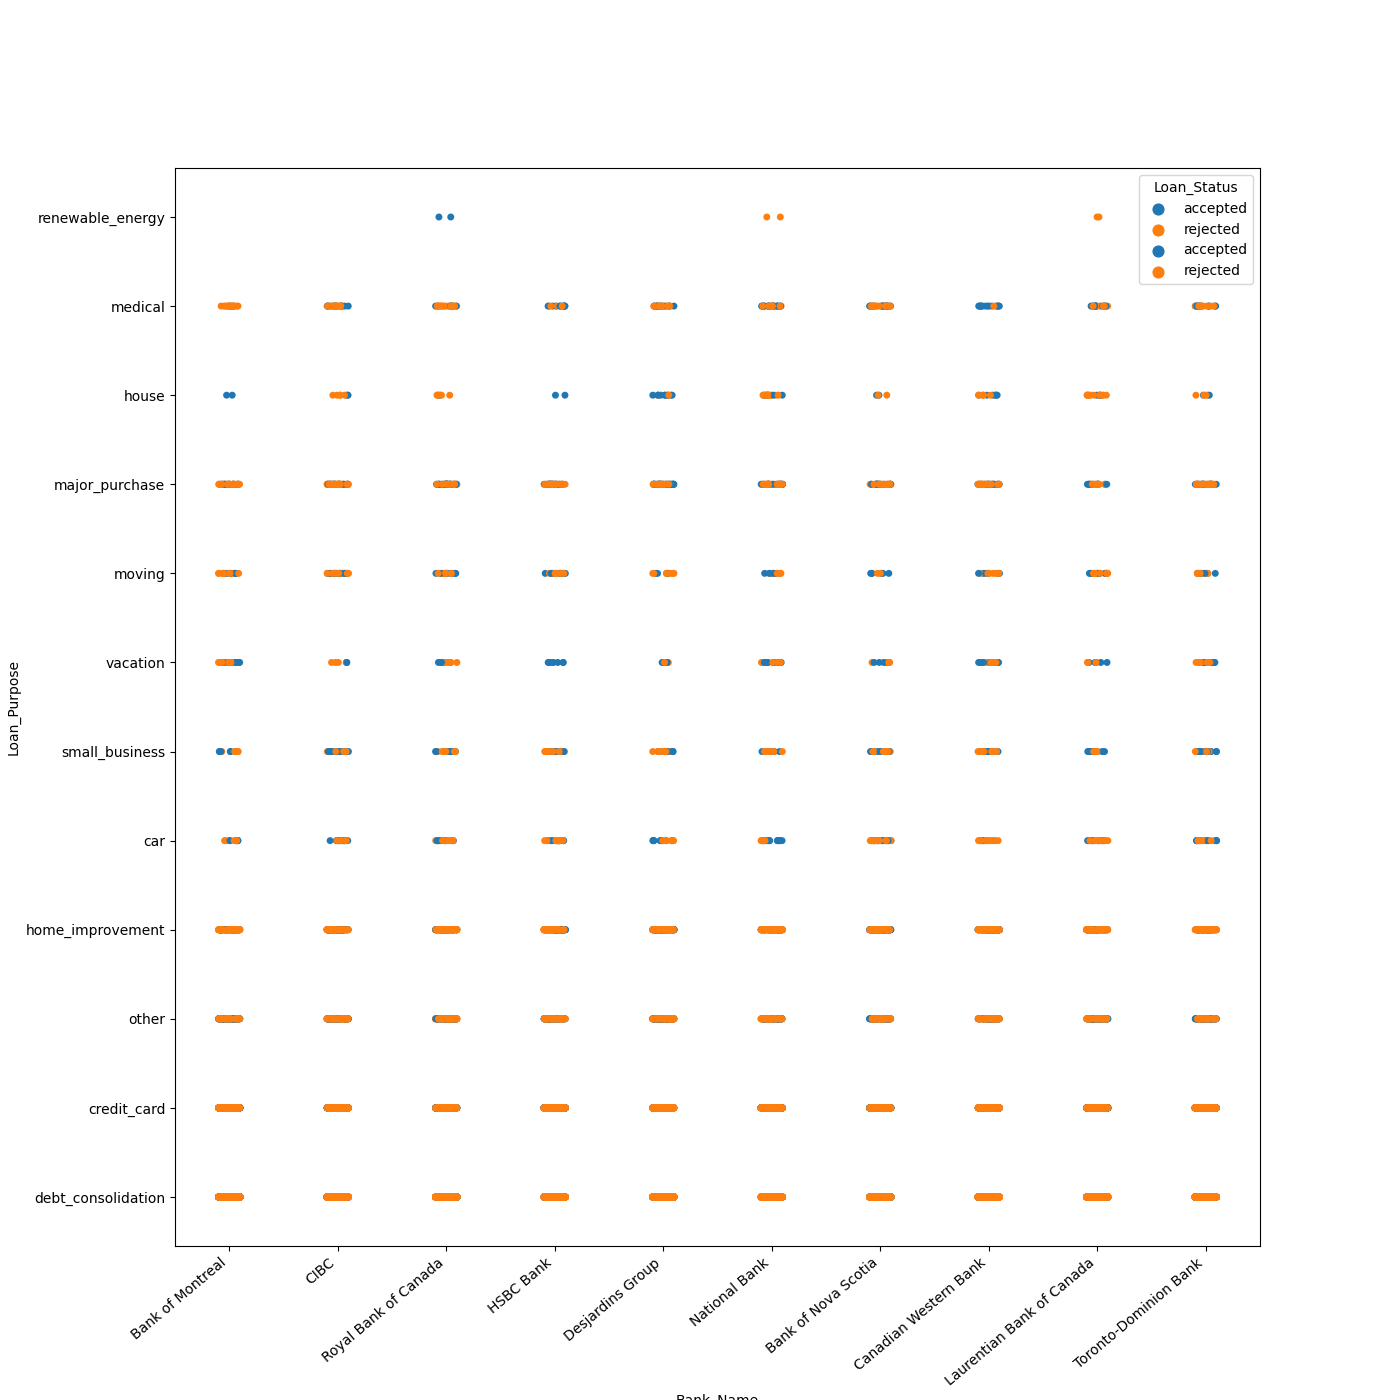 Loan_Status
accepted
rejected
accepted
rejected
renewable_energy
medical
house
major_purchase
moving
vacation
small_business
car
home_improvement
other
credit_card
debt_consolidation
Loan_Purpose
Bank of Montreal
CIBC
Royal Bank of Canada
HSBC Bank
Desjardins Group
National Bank
Bank of Nova Scotia
Canadian Western Bank
Laurentian Bank of Canada
Toronto-Dominion Bank
Bank_Name